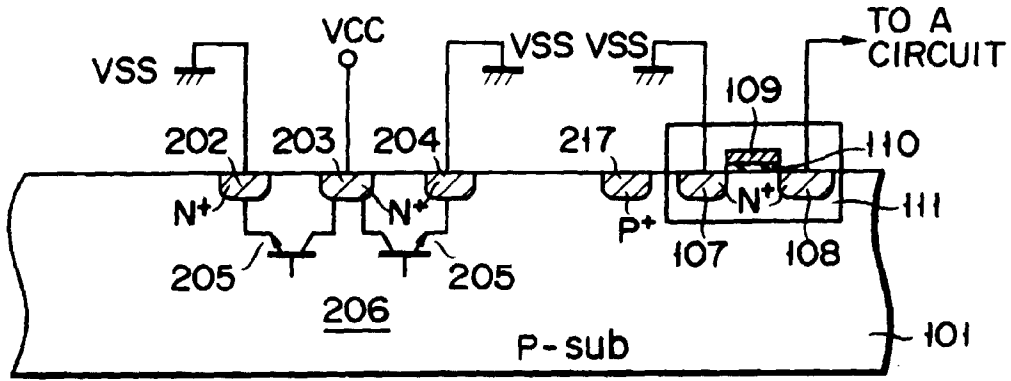 VCC
TO A
CIRCUIT
VSS
VSS
VSS
109
202
203
204
217
110
N+
N+
P+
N+
107
108
111
205
205
206
P-sub
101